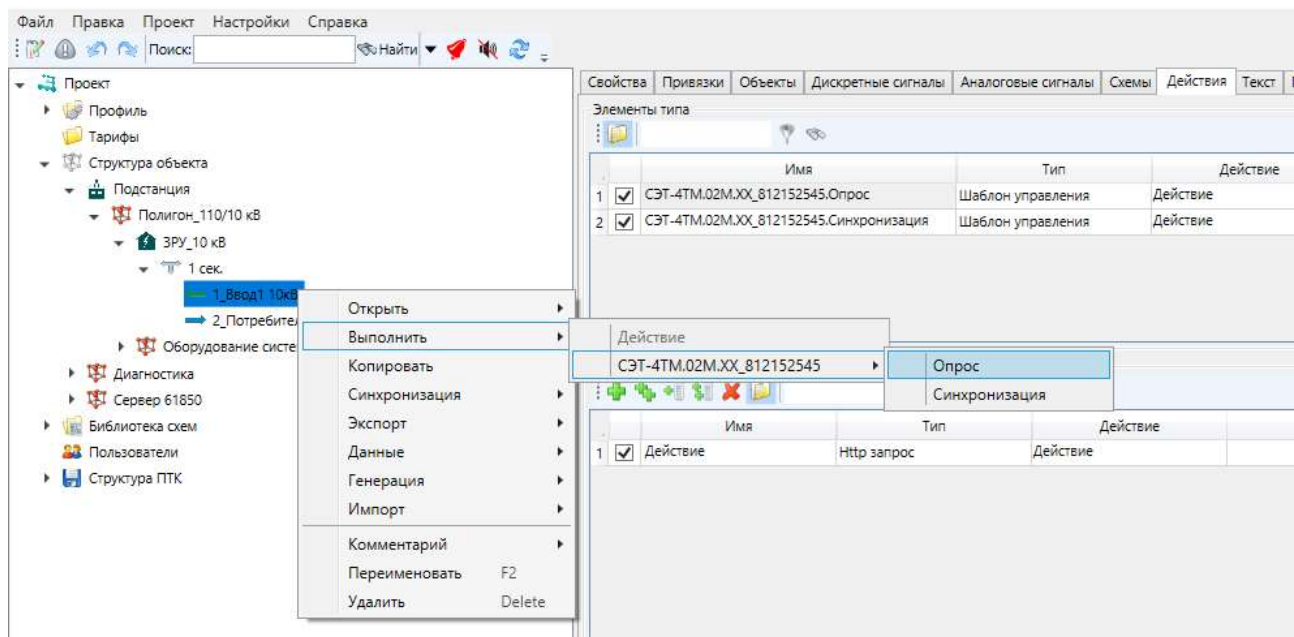 Файл Правка Проект Настройки Справка
Поиск: Найти
Проект
Профиль
Тарифы
Структура объекта
Подстанция
Полигон_110/10 кВ
ЗРУ_10 кВ
1 сек.
1_Ввод1 10кВ
2_Потребител
Оборудование систе
Диагностика
Сервер 61850
Библиотека схем
Пользователи
Структура ПТК
Открыть
Выполнить
Копировать
Синхронизация
Экспорт
Данные
Генерация
Импорт
Комментарий
Переименовать F2
Удалить Delete
Действие
СЭТ-4ТМ.02М.ХХ_812152545
Опрос
Синхронизация
Свойства Привязки Объекты Дискретные сигналы Аналоговые сигналы Схемы Действия Текст
Элементы типа
Имя Тип Действие
1 СЭТ-4ТМ.02М.ХХ_812152545.Опрос Шаблон управления Действие
2 СЭТ-4ТМ.02М.ХХ_812152545.Синхронизация Шаблон управления Действие
Имя Тип Действие
1 Действие Http запрос Действие